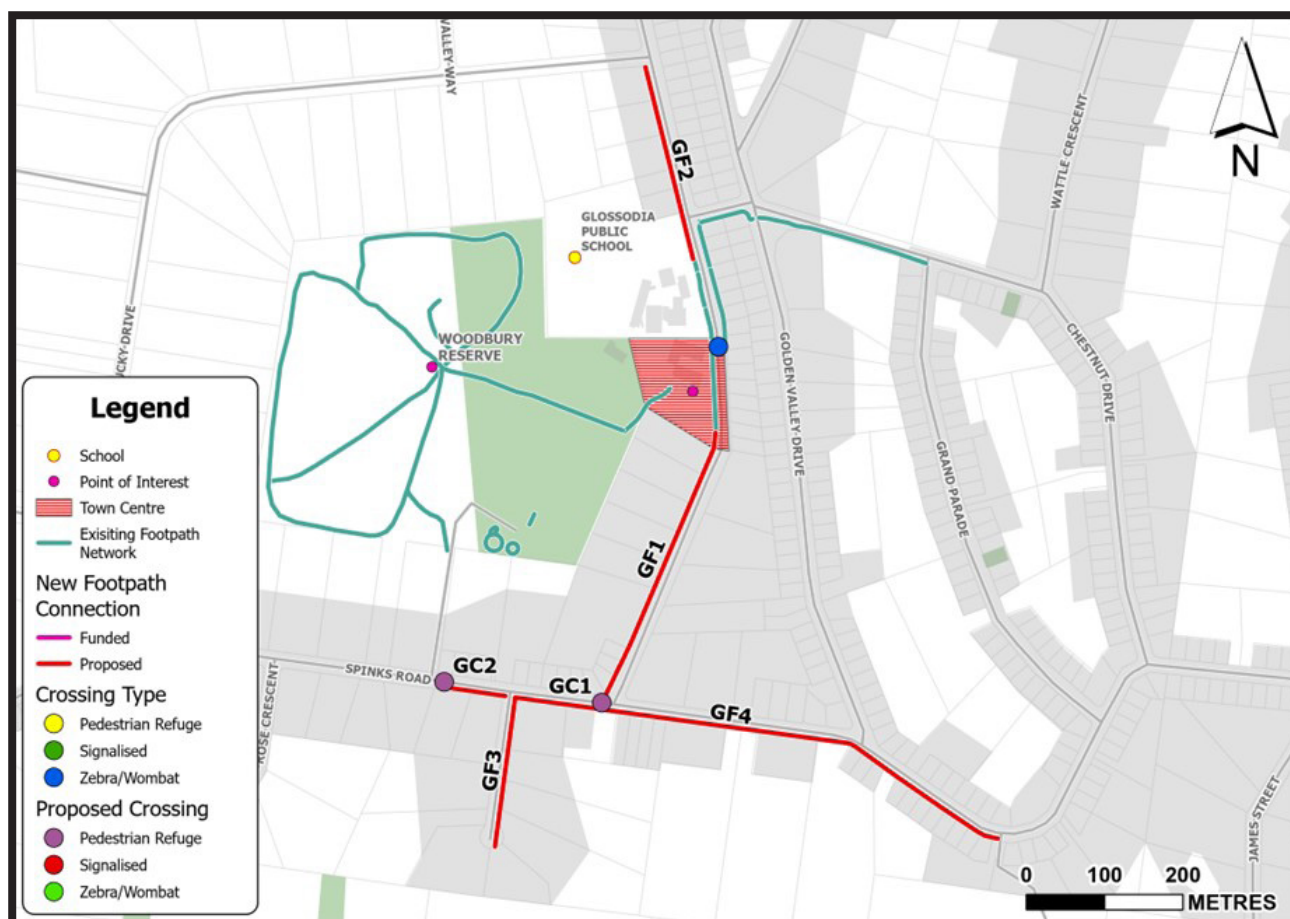 VALLEY WAY
GF2
WATTLE CRESCENT
N
GLOSSODIA
PUBLIC
SCHOOL
UCKY DRIVE
WOODBURY
RESERVE
GOLDEN VALLEY DRIVE
CHESTNUT DRIVE
GRAND PARADE
Legend
School
Point of Interest
Town Centre
Exisiting Footpath
Network
New Footpath
Connection
Funded
Proposed
Crossing Type
Pedestrian Refuge
Signalised
Zebra/Wombat
Proposed Crossing
Pedestrian Refuge
Signalised
Zebra/Wombat
GF1
SPINKS ROAD
GC2
GC1
GF4
ROSE CRESCENT
GF3
JAMES STREET
0 100 200
METRES